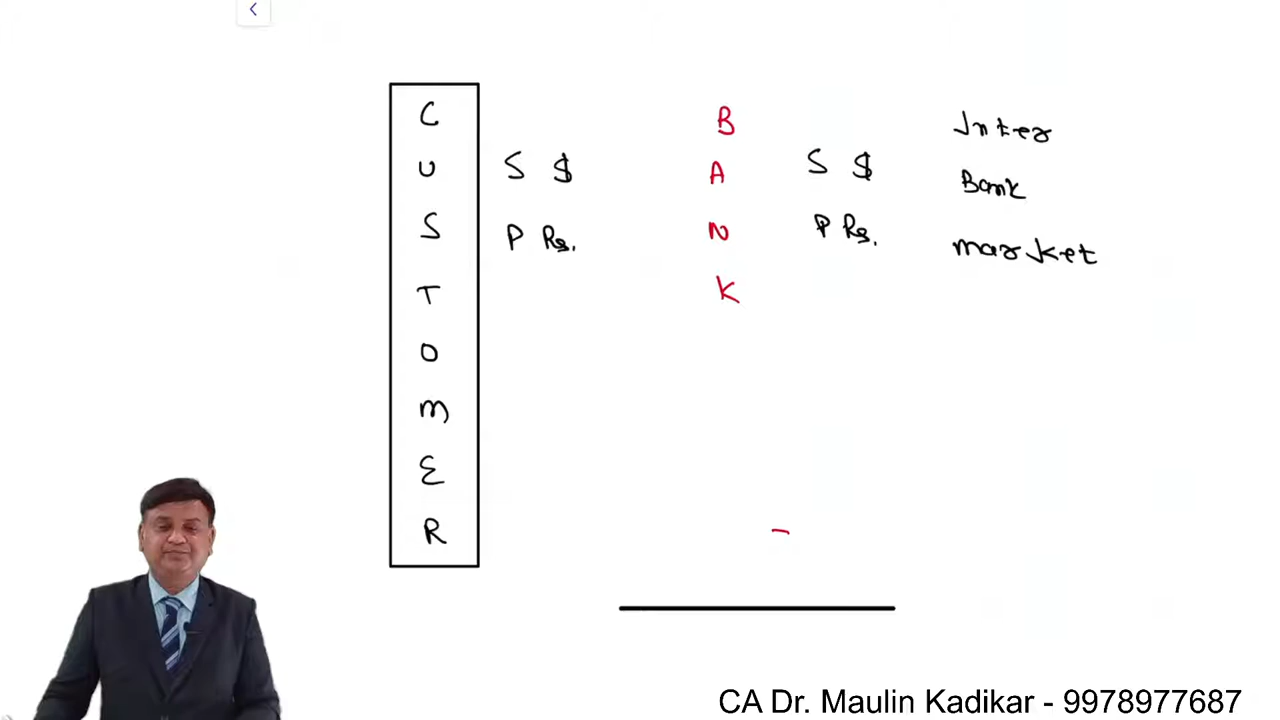 C
U
S
T
O
M
E
R
S $
P Rs.
B
A
N
K
S $
P Rs.
Inter
Bank
market
CA Dr. Maulin Kadikar - 9978977687